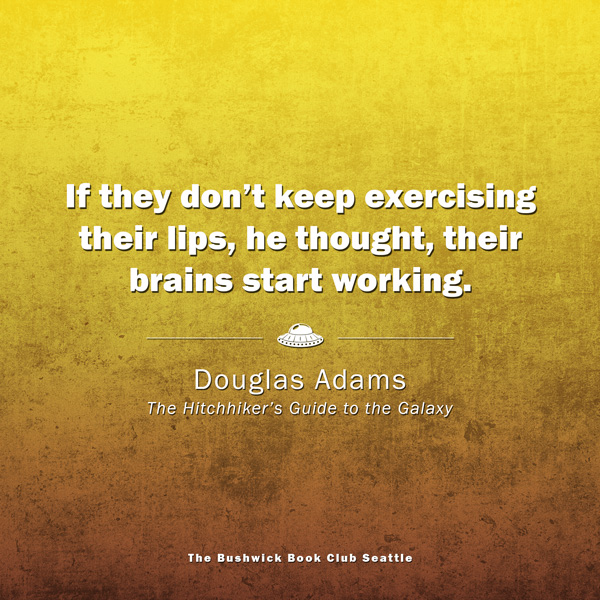 If they don’t keep exercising
their lips, he thought, their
brains start working.
Douglas Adams
The Hitchhiker’s Guide to the Galaxy
The Bushwick Book Club Seattle